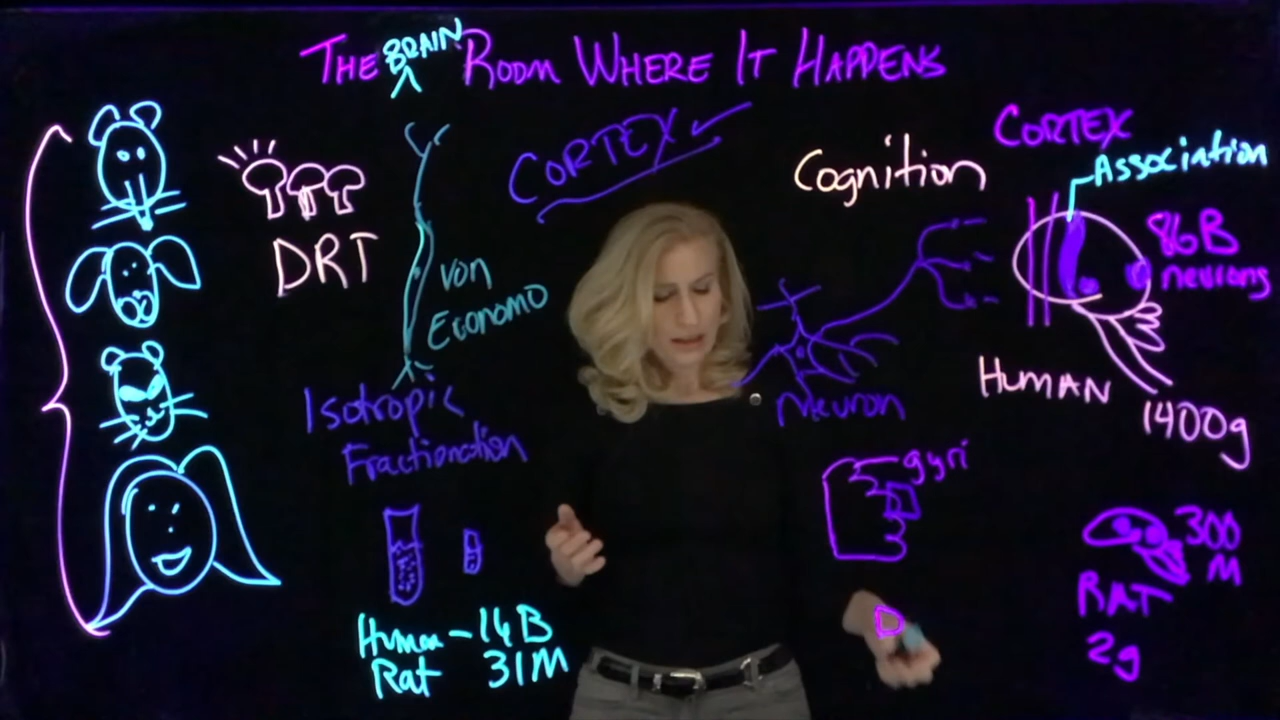 THE BRAIN ROOM WHERE IT HAPPENS
CORTEX
DRT
von
Economo
Isotropic
Fractionation
Human - 16B
Rat 31M
Cognition
Neuron
gyri
CORTEX
Association
86B
neurons
HUMAN
1400g
300
M
RAT
2g